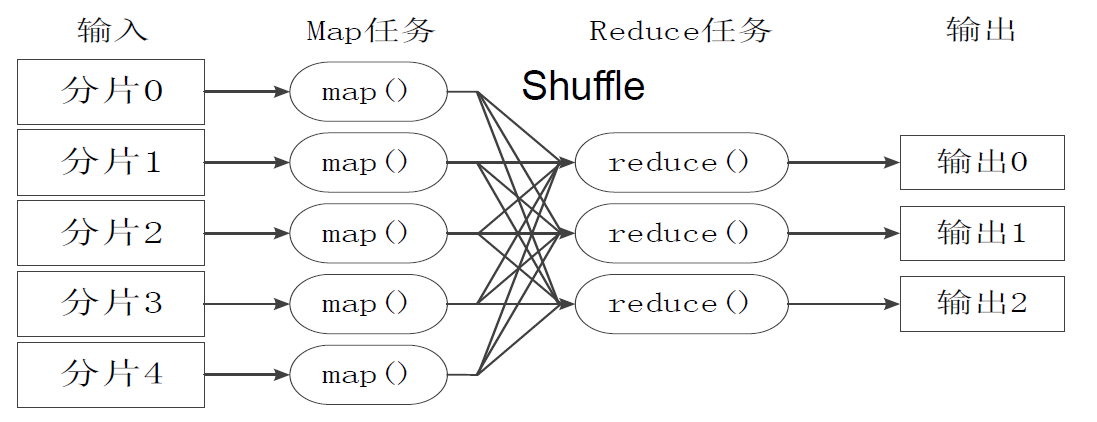 输入 Map任务 Reduce任务 输出
Shuffle
分片0 map()
分片1 map() reduce() 输出0
分片2 map() reduce() 输出1
分片3 map() reduce() 输出2
分片4 map()